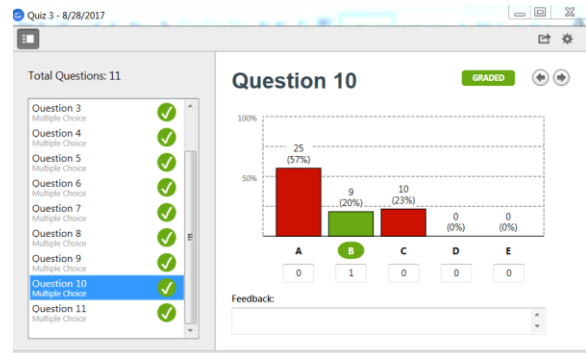 Quiz 3 - 8/28/2017
Total Questions: 11
Question 3
Multiple Choice
Question 4
Multiple Choice
Question 5
Multiple Choice
Question 6
Multiple Choice
Question 7
Multiple Choice
Question 8
Multiple Choice
Question 9
Multiple Choice
Question 10
Multiple Choice
Question 11
Multiple Choice
Question 10
GRADED
100%
50%
25
(57%)
9
(20%)
10
(23%)
0
(0%)
0
(0%)
A B C D E
0 1 0 0 0
Feedback: